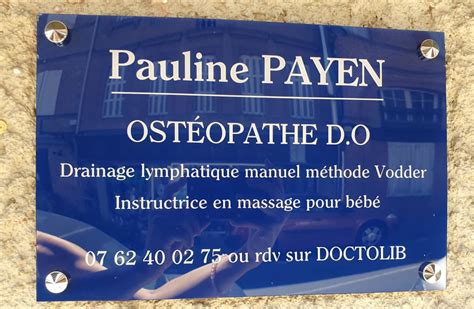 Pauline PAYEN
OSTÉOPATHE D.O
Drainage lymphatique manuel méthode Vodder
Instructrice en massage pour bébé
07 62 40 02 75 ou rdv sur DOCTOLIB